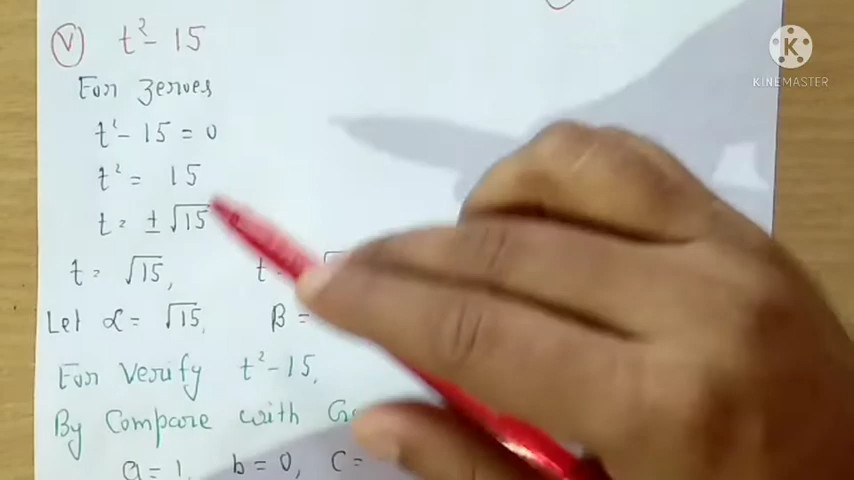 (v) t² - 15
For zeroes
t² - 15 = 0
t² = 15
t = ± √15
t = √15, t =
Let α = √15, β =
For Verify t² - 15,
By Compare with
a = 1, b = 0, c =
K
KINEMASTER